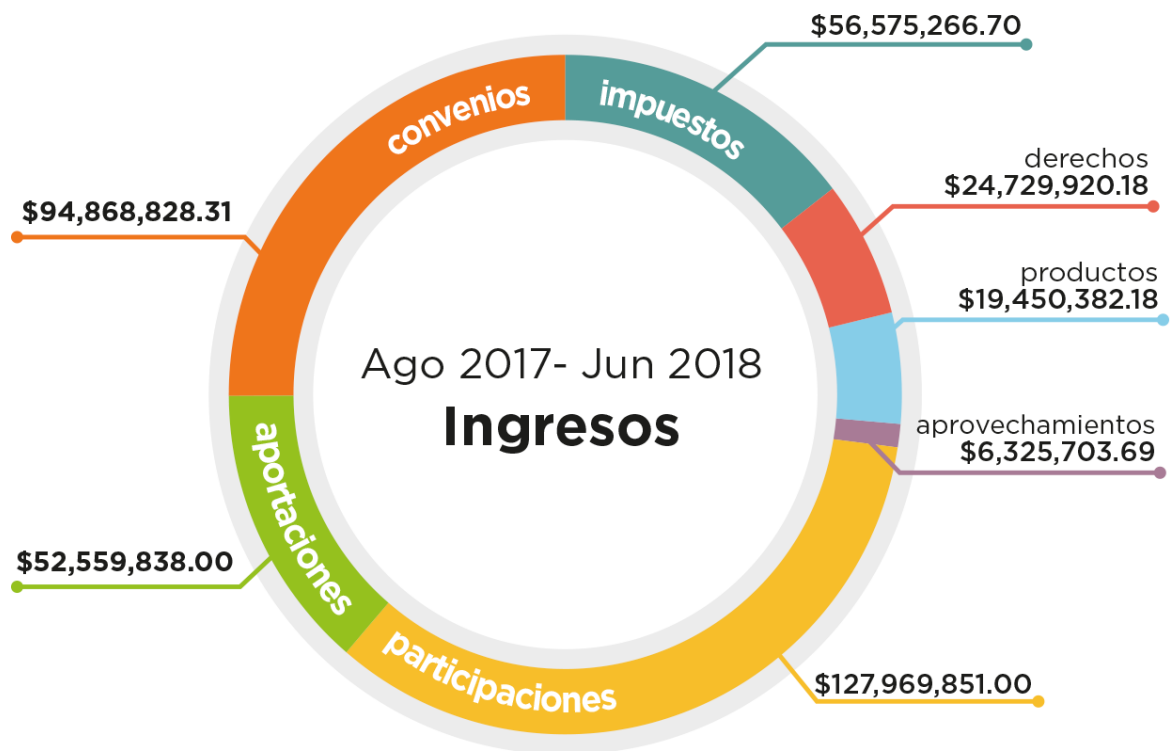 $56,575,266.70
impuestos
convenios
derechos
$24,729,920.18
$94,868,828.31
productos
$19,450,382.18
Ago 2017- Jun 2018
Ingresos
aprovechamientos
$6,325,703.69
aportaciones
$52,559,838.00
participaciones
$127,969,851.00